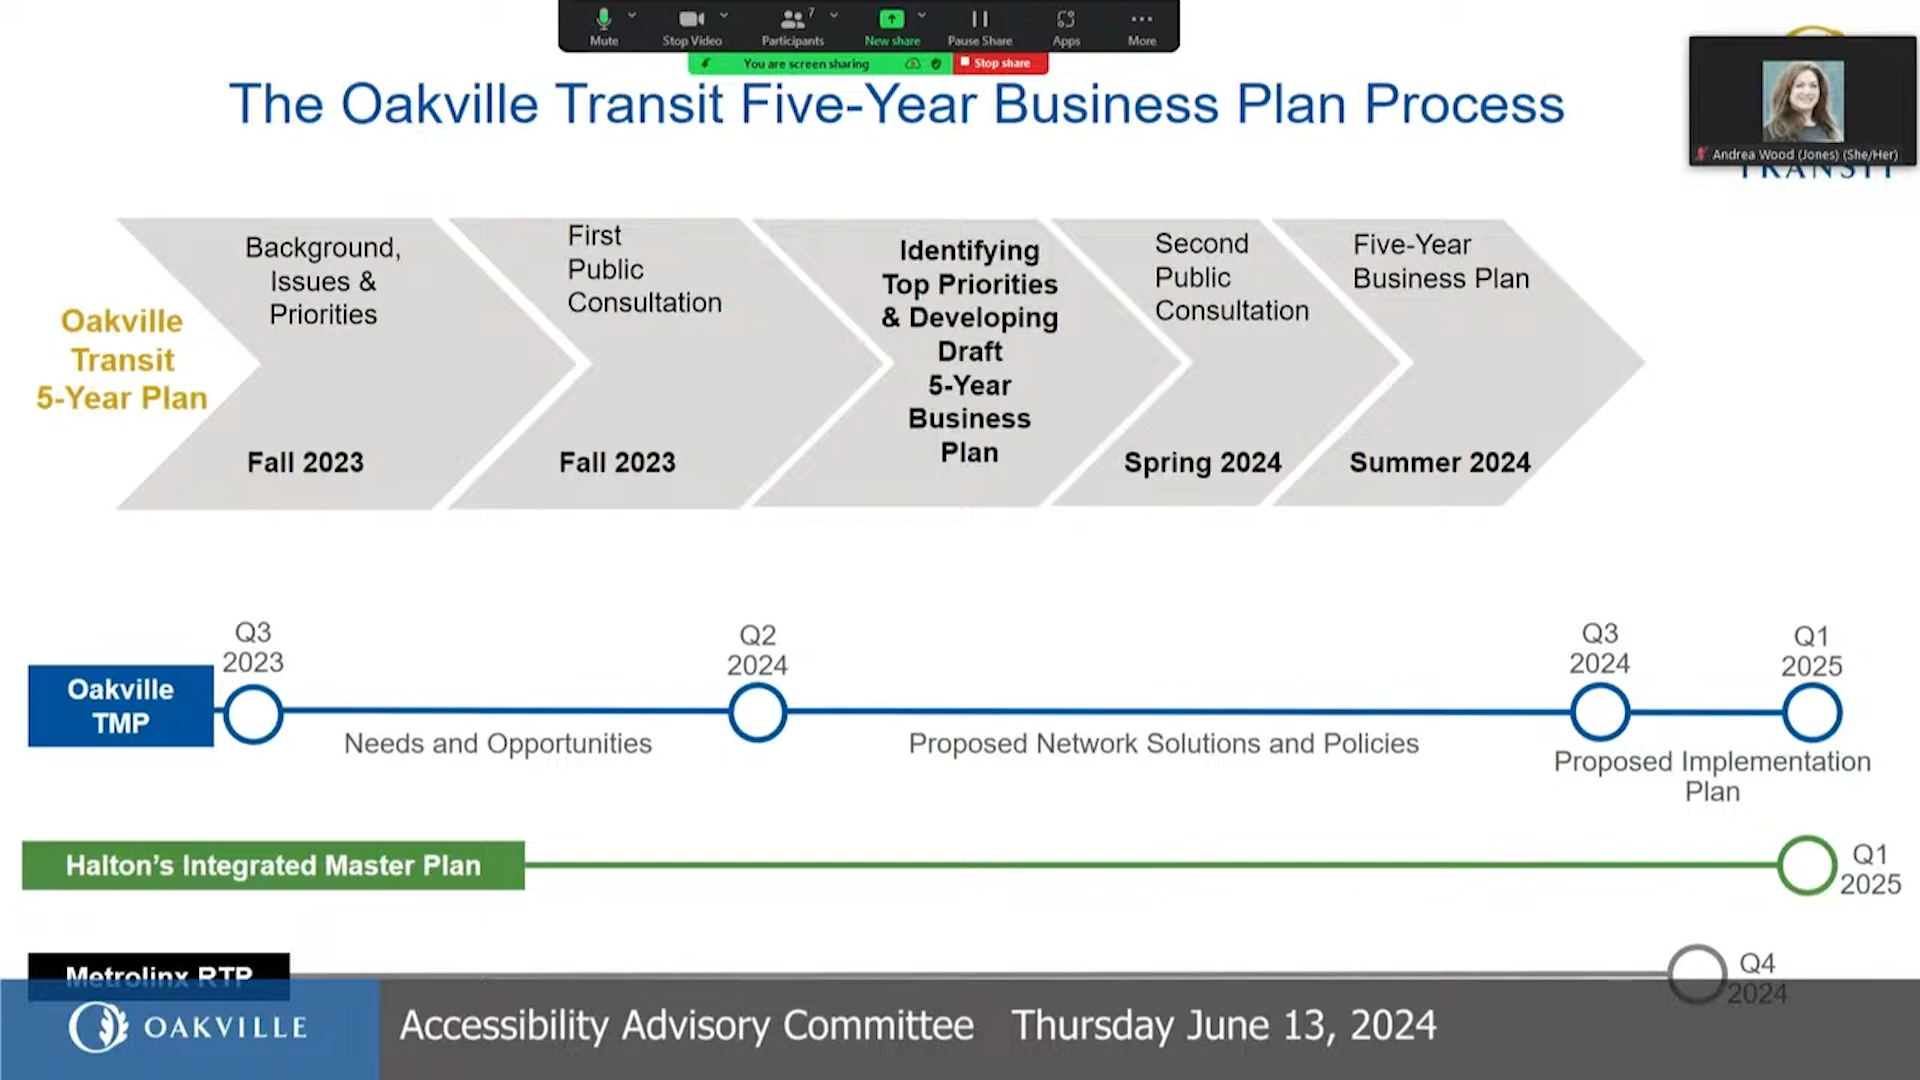 7
Mute
Stop Video
Participants
New share
Pause Share
Apps
More
You are screen sharing
Stop share
The Oakville Transit Five-Year Business Plan Process
Andrea Wood (Jones) (She/Her)
TRANSIT
Oakville
Transit
5-Year Plan
Background,
Issues &
Priorities
Fall 2023
First
Public
Consultation
Fall 2023
Identifying
Top Priorities
& Developing
Draft
5-Year
Business
Plan
Second
Public
Consultation
Spring 2024
Five-Year
Business Plan
Summer 2024
Oakville
TMP
Q3
2023
Q2
2024
Q3
2024
Q1
2025
Needs and Opportunities
Proposed Network Solutions and Policies
Proposed Implementation
Plan
Halton's Integrated Master Plan
Q1
2025
Metrolinx RTP
Q4
2024
OAKVILLE
Accessibility Advisory Committee Thursday June 13, 2024